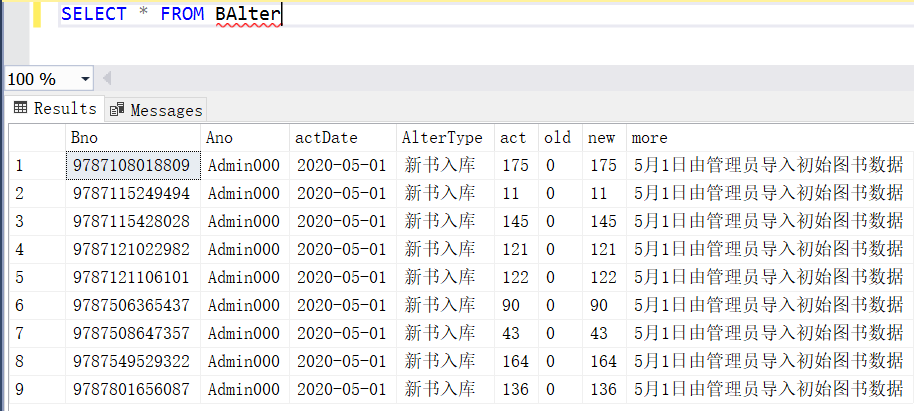 SELECT * FROM BAlter
100 %
Results Messages
Bno Ano actDate AlterType act old new more
1 9787108018809 Admin000 2020-05-01 新书入库 175 0 175 5月1日由管理员导入初始图书数据
2 9787115249494 Admin000 2020-05-01 新书入库 11 0 11 5月1日由管理员导入初始图书数据
3 9787115428028 Admin000 2020-05-01 新书入库 145 0 145 5月1日由管理员导入初始图书数据
4 9787121022982 Admin000 2020-05-01 新书入库 121 0 121 5月1日由管理员导入初始图书数据
5 9787121106101 Admin000 2020-05-01 新书入库 122 0 122 5月1日由管理员导入初始图书数据
6 9787506365437 Admin000 2020-05-01 新书入库 90 0 90 5月1日由管理员导入初始图书数据
7 9787508647357 Admin000 2020-05-01 新书入库 43 0 43 5月1日由管理员导入初始图书数据
8 9787549529322 Admin000 2020-05-01 新书入库 164 0 164 5月1日由管理员导入初始图书数据
9 9787801656087 Admin000 2020-05-01 新书入库 136 0 136 5月1日由管理员导入初始图书数据